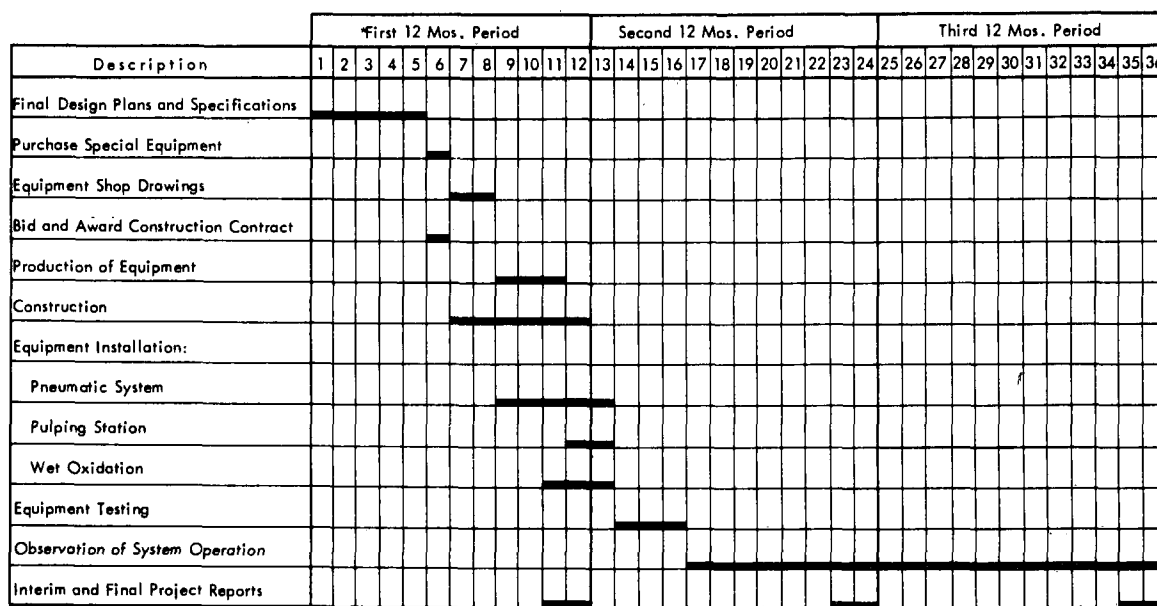 *First 12 Mos. Period Second 12 Mos. Period Third 12 Mos. Period
Description 1 2 3 4 5 6 7 8 9 10 11 12 13 14 15 16 17 18 19 20 21 22 23 24 25 26 27 28 29 30 31 32 33 34 35 36
Final Design Plans and Specifications
Purchase Special Equipment
Equipment Shop Drawings
Bid and Award Construction Contract
Production of Equipment
Construction
Equipment Installation:
Pneumatic System
Pulping Station
Wet Oxidation
Equipment Testing
Observation of System Operation
Interim and Final Project Reports